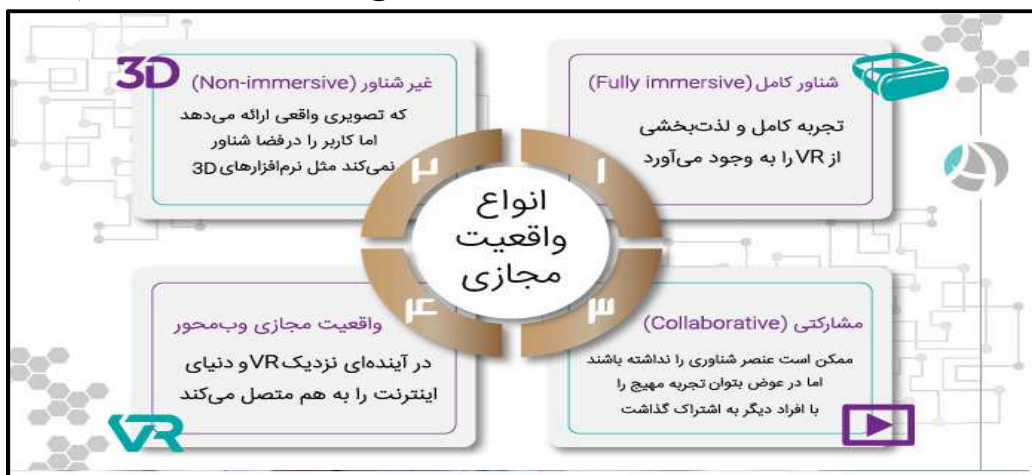 انواع
واقعیت
مجازی
۱
شناور کامل (Fully immersive)
تجربه کامل و لذت‌بخشی
از VR را به وجود می‌آورد
۲
3D
غیر شناور (Non-immersive)
که تصویری واقعی ارائه می‌دهد
اما کاربر را در فضا شناور
نمی‌کند مثل نرم‌افزارهای 3D
۳
مشارکتی (Collaborative)
ممکن است عنصر شناوری را نداشته باشند
اما در عوض بتوان تجربه مهیج را
با افراد دیگر به اشتراک گذاشت
۴
واقعیت مجازی وب‌محور
در آینده‌ای نزدیک VR و دنیای
اینترنت را به هم متصل می‌کند
VR